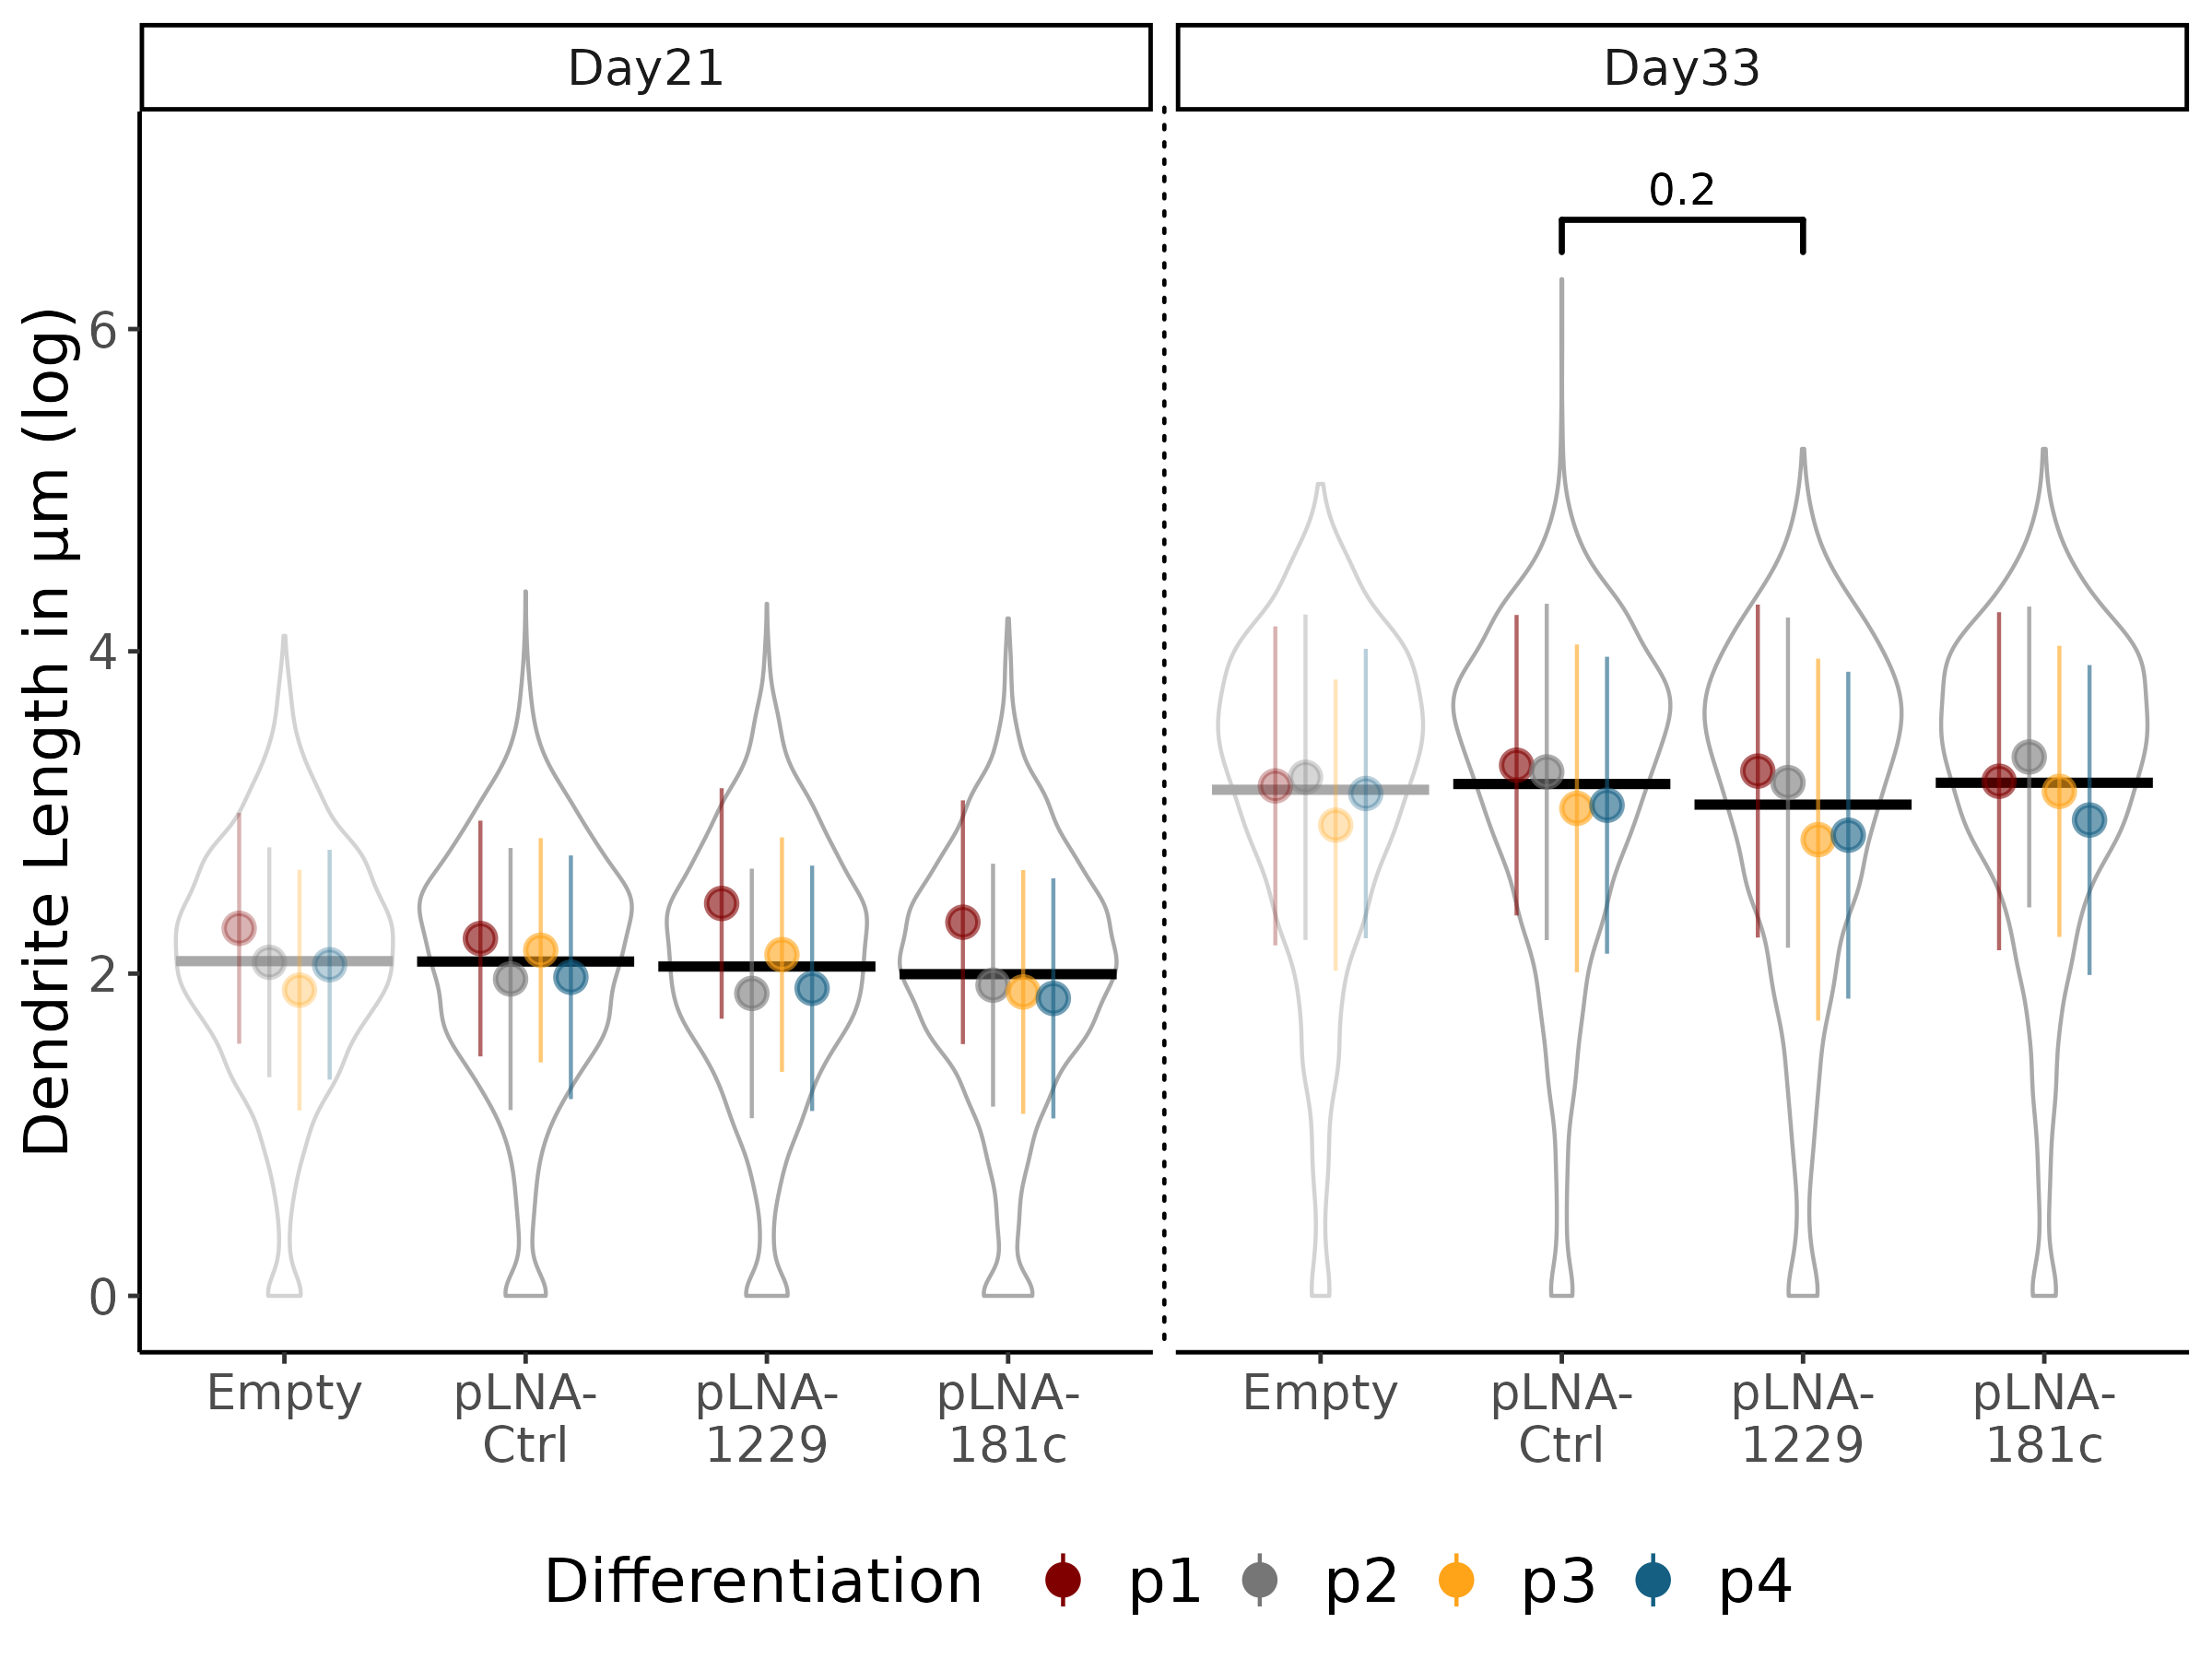 Day21
Day33
0.2
Dendrite Length in µm (log)
6
4
2
0
Empty
pLNA-
Ctrl
pLNA-
1229
pLNA-
181c
Empty
pLNA-
Ctrl
pLNA-
1229
pLNA-
181c
Differentiation p1 p2 p3 p4